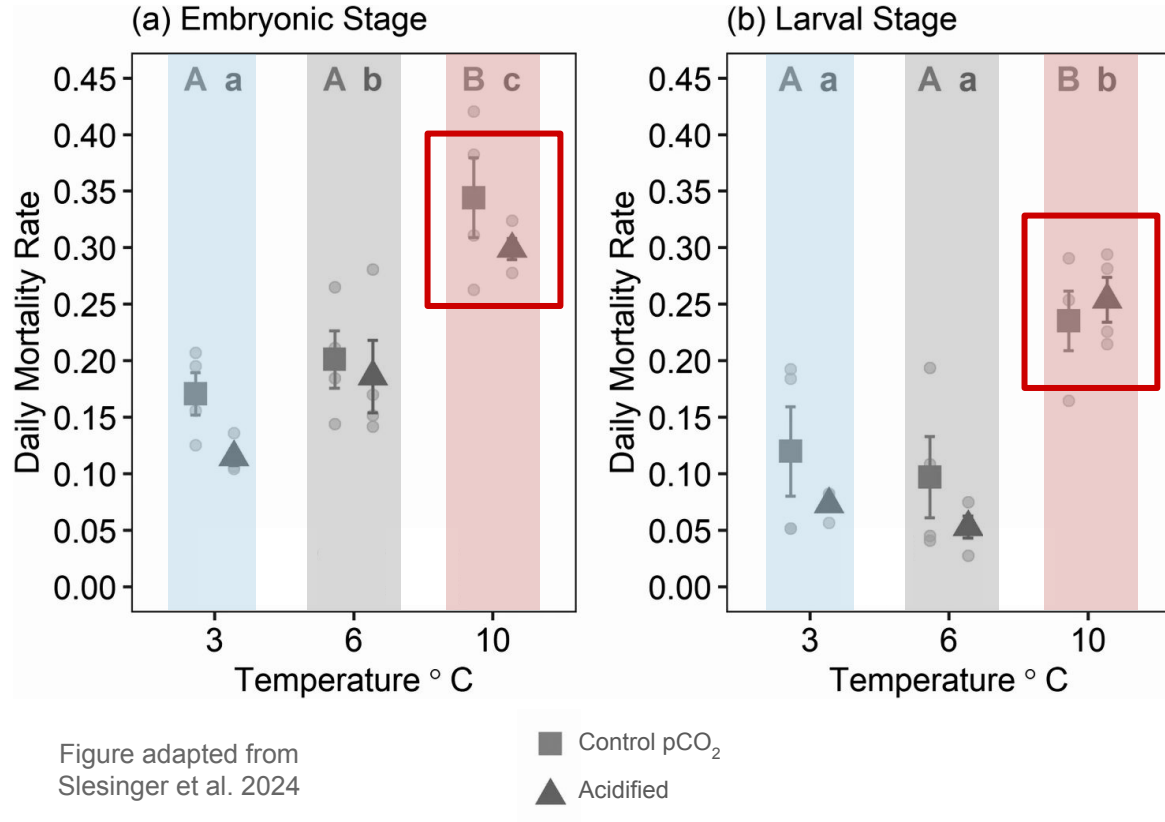 (a) Embryonic Stage
Daily Mortality Rate
0.45
0.40
0.35
0.30
0.25
0.20
0.15
0.10
0.05
0.00
A a
A b
B c
3 6 10
Temperature ° C
(b) Larval Stage
Daily Mortality Rate
0.45
0.40
0.35
0.30
0.25
0.20
0.15
0.10
0.05
0.00
A a
A a
B b
3 6 10
Temperature ° C
Figure adapted from
Slesinger et al. 2024
Control pCO₂
Acidified